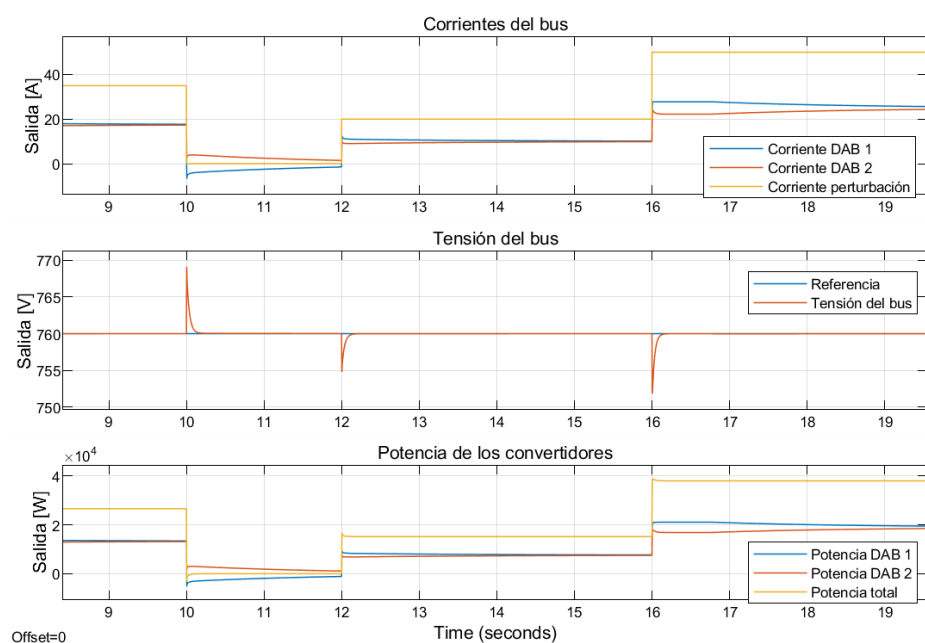 Corrientes del bus
Salida [A]
40
20
0
9 10 11 12 13 14 15 16 17 18 19
Corriente DAB 1
Corriente DAB 2
Corriente perturbación
Tensión del bus
Salida [V]
770
765
760
755
750
9 10 11 12 13 14 15 16 17 18 19
Referencia
Tensión del bus
Potencia de los convertidores
×10⁴
Salida [W]
4
2
0
9 10 11 12 13 14 15 16 17 18 19
Potencia DAB 1
Potencia DAB 2
Potencia total
Time (seconds)
Offset=0